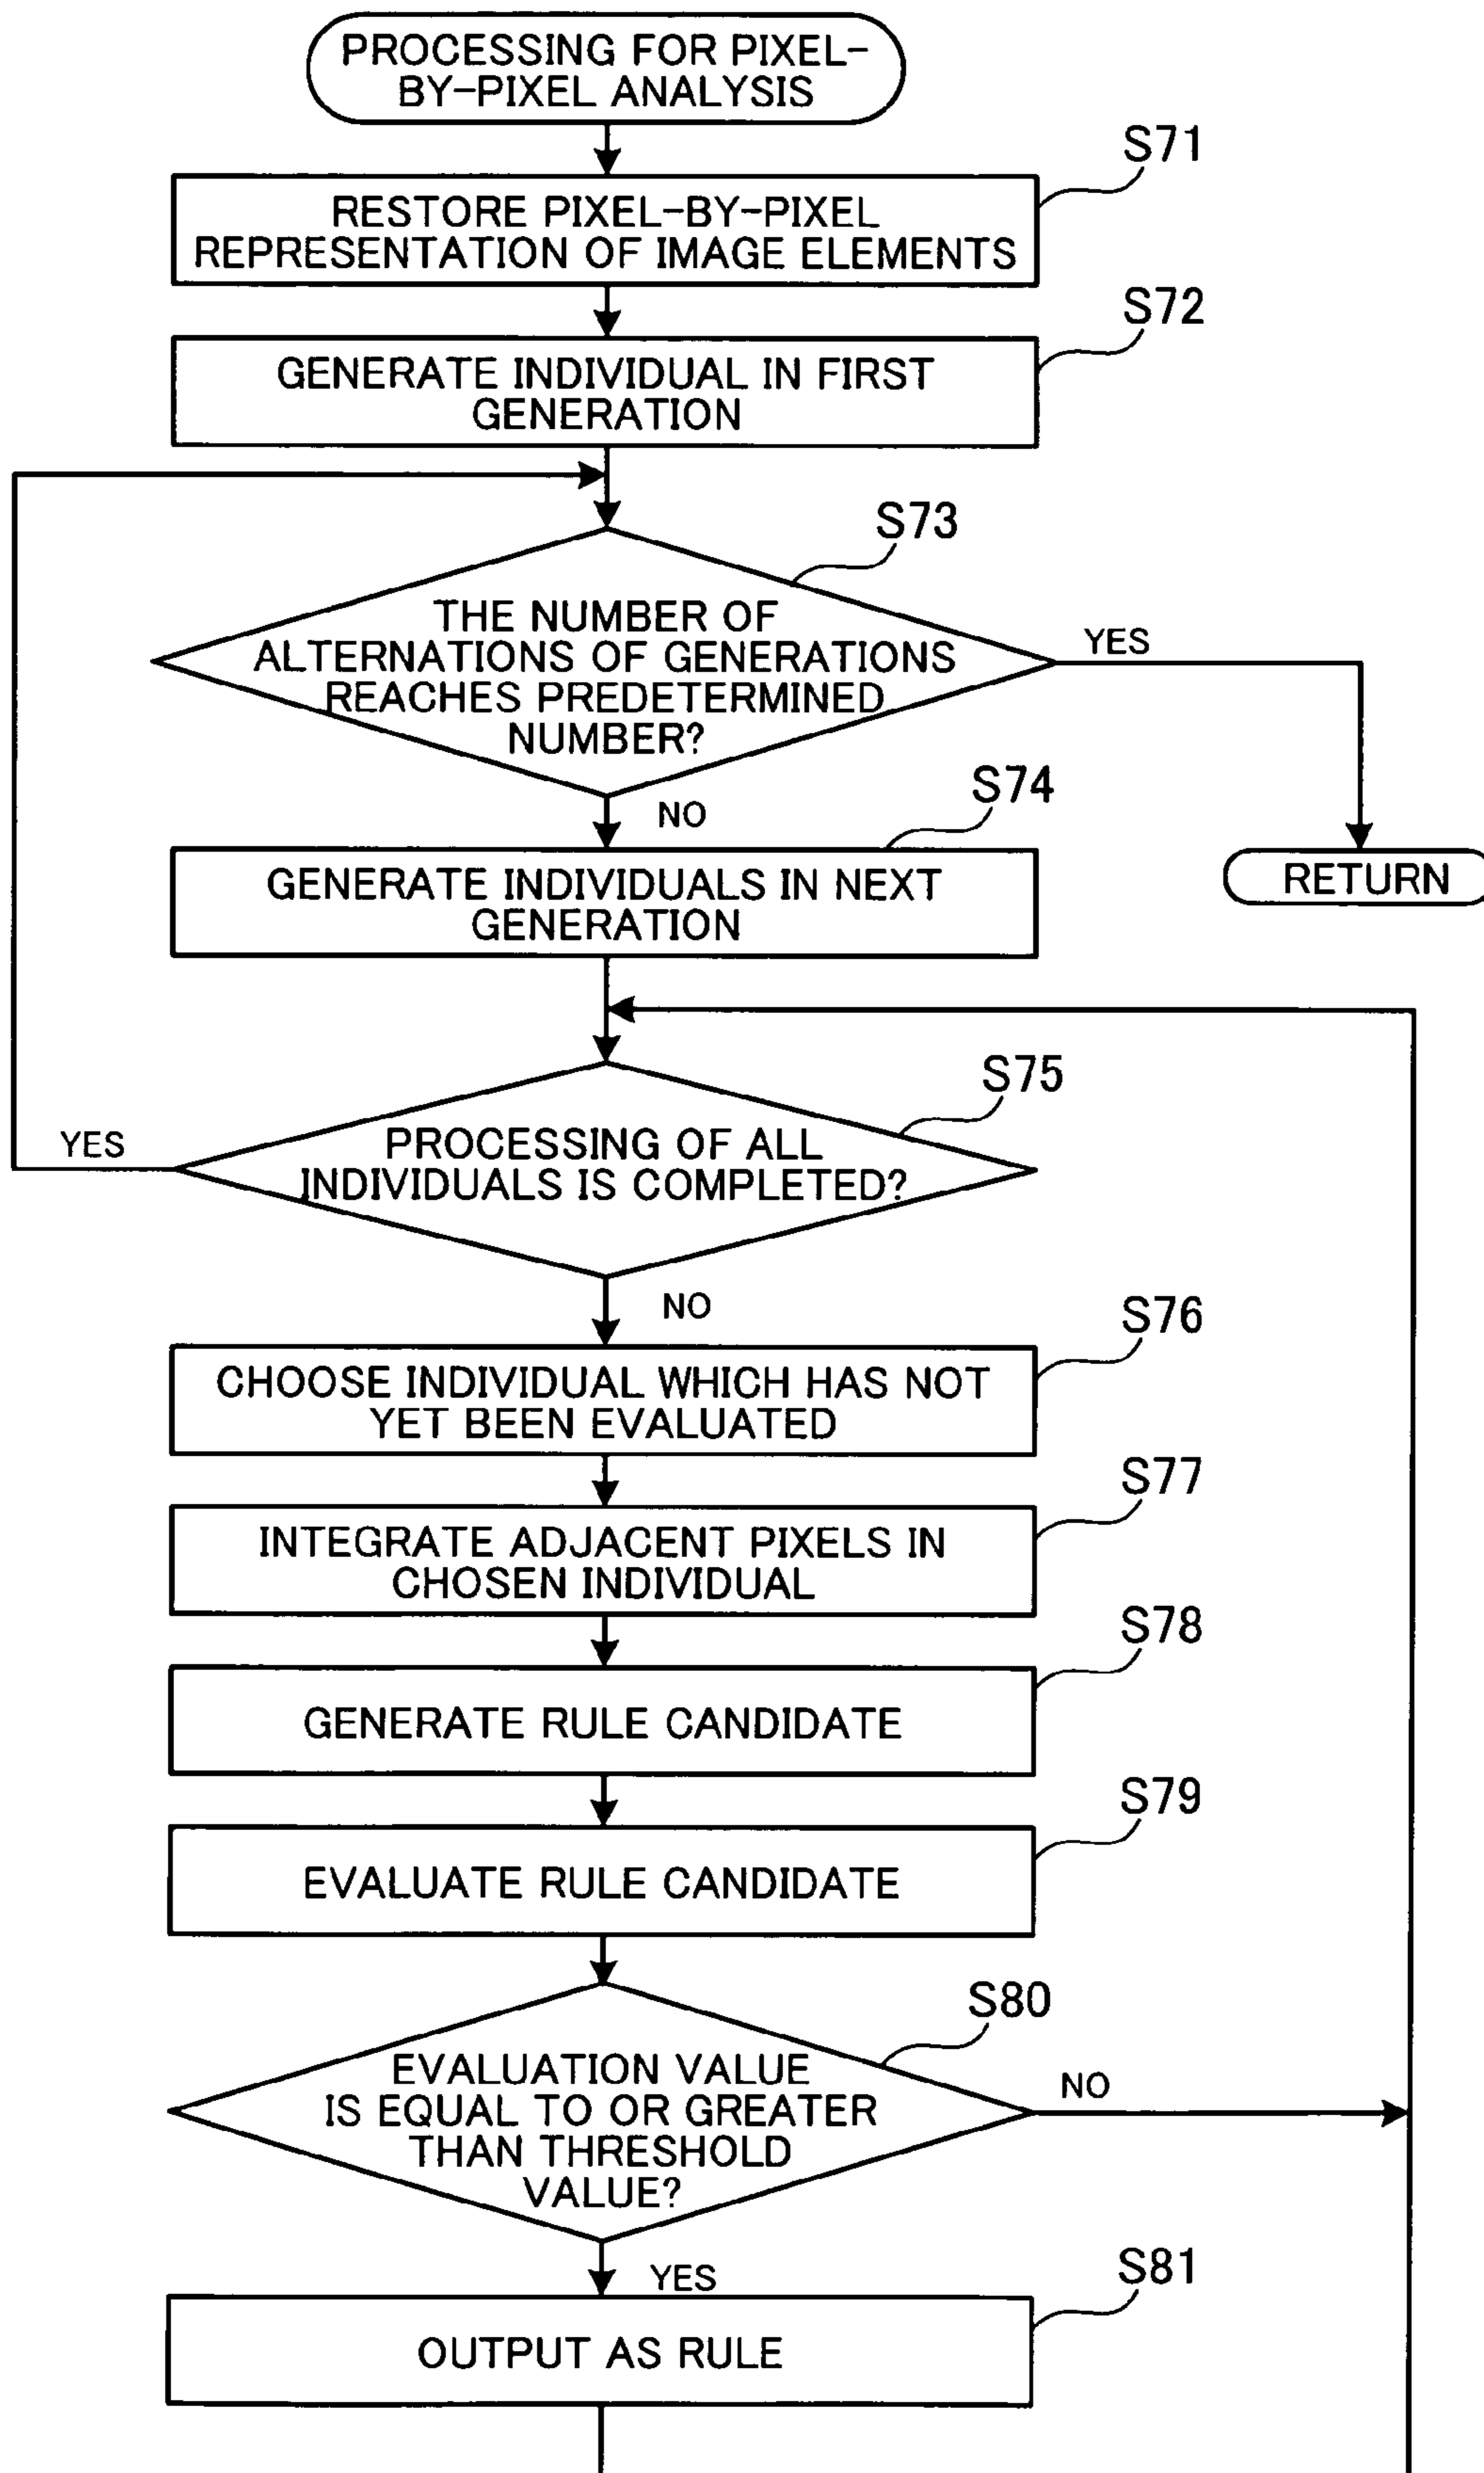 PROCESSING FOR PIXEL-
BY-PIXEL ANALYSIS
S71
RESTORE PIXEL-BY-PIXEL
REPRESENTATION OF IMAGE ELEMENTS
S72
GENERATE INDIVIDUAL IN FIRST
GENERATION
S73
THE NUMBER OF
ALTERNATIONS OF GENERATIONS
REACHES PREDETERMINED
NUMBER?
YES
NO
S74
GENERATE INDIVIDUALS IN NEXT
GENERATION
RETURN
S75
PROCESSING OF ALL
INDIVIDUALS IS COMPLETED?
YES
NO
S76
CHOOSE INDIVIDUAL WHICH HAS NOT
YET BEEN EVALUATED
S77
INTEGRATE ADJACENT PIXELS IN
CHOSEN INDIVIDUAL
S78
GENERATE RULE CANDIDATE
S79
EVALUATE RULE CANDIDATE
S80
EVALUATION VALUE
IS EQUAL TO OR GREATER
THAN THRESHOLD
VALUE?
NO
YES
S81
OUTPUT AS RULE